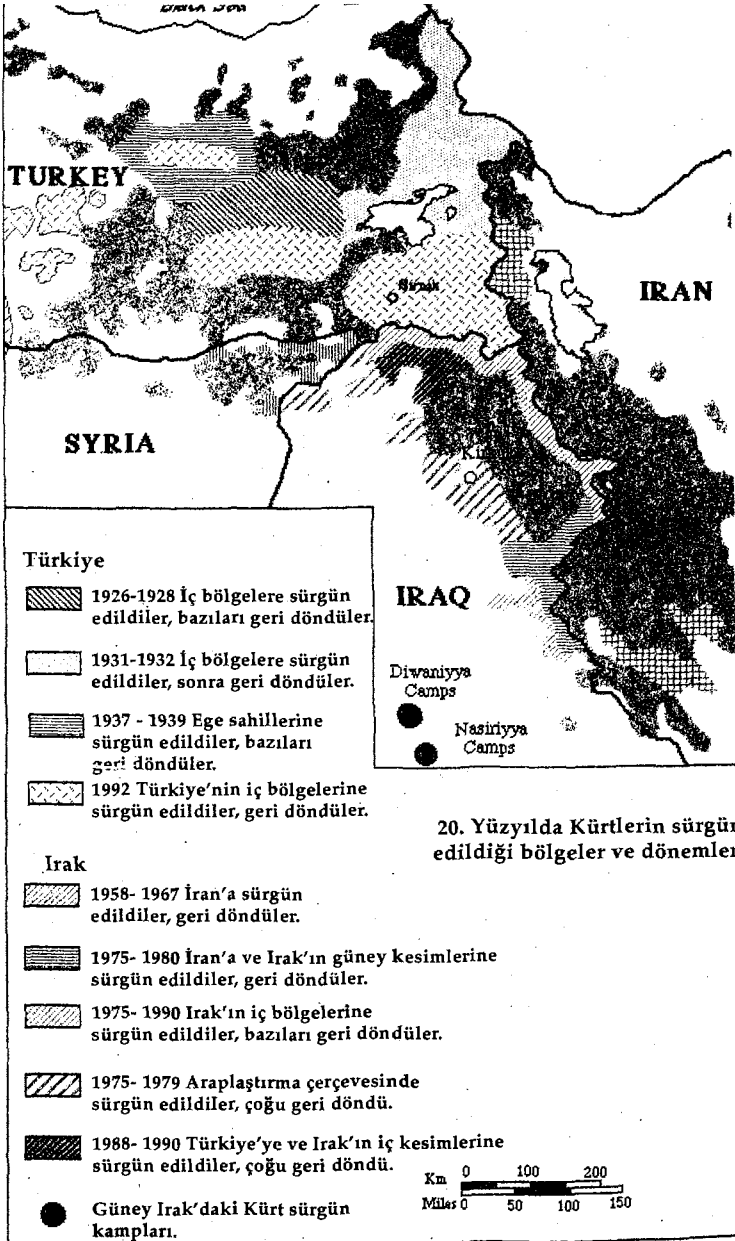 TURKEY
IRAN
SYRIA
IRAQ
Diwaniyya
Camps
Nasiriyya
Camps
20. Yüzyılda Kürtlerin sürgün
edildiği bölgeler ve dönemler
Türkiye
1926-1928 İç bölgelere sürgün
edildiler, bazıları geri döndüler.
1931-1932 İç bölgelere sürgün
edildiler, sonra geri döndüler.
1937 - 1939 Ege sahillerine
sürgün edildiler, bazıları
geri döndüler.
1992 Türkiye'nin iç bölgelerine
sürgün edildiler, geri döndüler.
Irak
1958- 1967 İran'a sürgün
edildiler, geri döndüler.
1975- 1980 İran'a ve Irak'ın güney kesimlerine
sürgün edildiler, geri döndüler.
1975- 1990 Irak'ın iç bölgelerine
sürgün edildiler, bazıları geri döndüler.
1975- 1979 Araplaştırma çerçevesinde
sürgün edildiler, çoğu geri döndü.
1988- 1990 Türkiye'ye ve Irak'ın iç kesimlerine
sürgün edildiler, çoğu geri döndü.
Güney Irak'daki Kürt sürgün
kampları.
Km 0 100 200
Miles 0 50 100 150